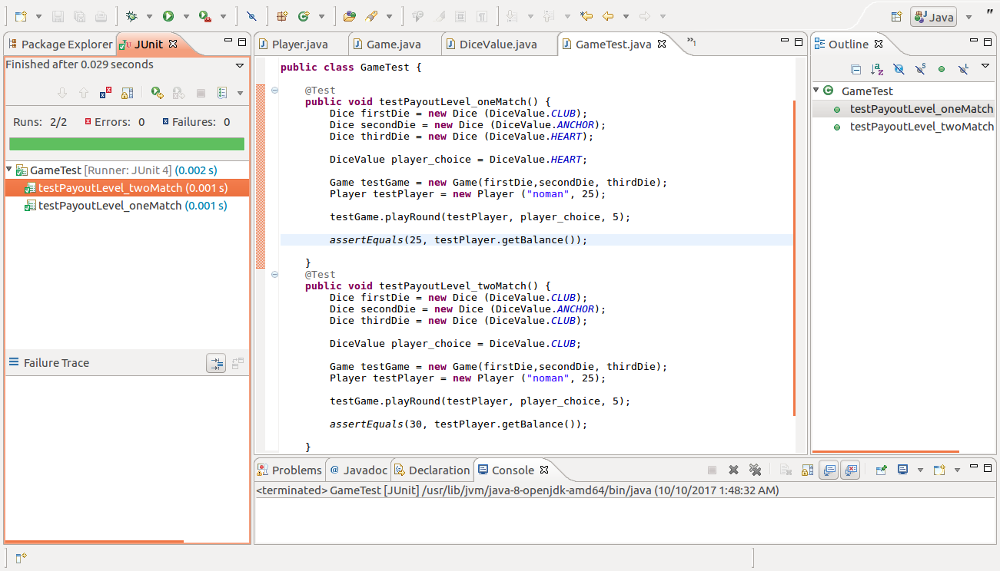 Java
Package Explorer
JUnit
Finished after 0.029 seconds
Runs: 2/2 Errors: 0 Failures: 0
GameTest [Runner: JUnit 4] (0.002 s)
testPayoutLevel_twoMatch (0.001 s)
testPayoutLevel_oneMatch (0.001 s)
Failure Trace
Player.java
Game.java
DiceValue.java
GameTest.java
»1
public class GameTest {
@Test
public void testPayoutLevel_oneMatch() {
Dice firstDie = new Dice (DiceValue.CLUB);
Dice secondDie = new Dice (DiceValue.ANCHOR);
Dice thirdDie = new Dice (DiceValue.HEART);
DiceValue player_choice = DiceValue.HEART;
Game testGame = new Game(firstDie,secondDie, thirdDie);
Player testPlayer = new Player ("noman", 25);
testGame.playRound(testPlayer, player_choice, 5);
assertEquals(25, testPlayer.getBalance());
}
@Test
public void testPayoutLevel_twoMatch() {
Dice firstDie = new Dice (DiceValue.CLUB);
Dice secondDie = new Dice (DiceValue.ANCHOR);
Dice thirdDie = new Dice (DiceValue.CLUB);
DiceValue player_choice = DiceValue.CLUB;
Game testGame = new Game(firstDie,secondDie, thirdDie);
Player testPlayer = new Player ("noman", 25);
testGame.playRound(testPlayer, player_choice, 5);
assertEquals(30, testPlayer.getBalance());
}
Outline
GameTest
testPayoutLevel_oneMatch
testPayoutLevel_twoMatch
Problems
@ Javadoc
Declaration
Console
<terminated> GameTest [JUnit] /usr/lib/jvm/java-8-openjdk-amd64/bin/java (10/10/2017 1:48:32 AM)